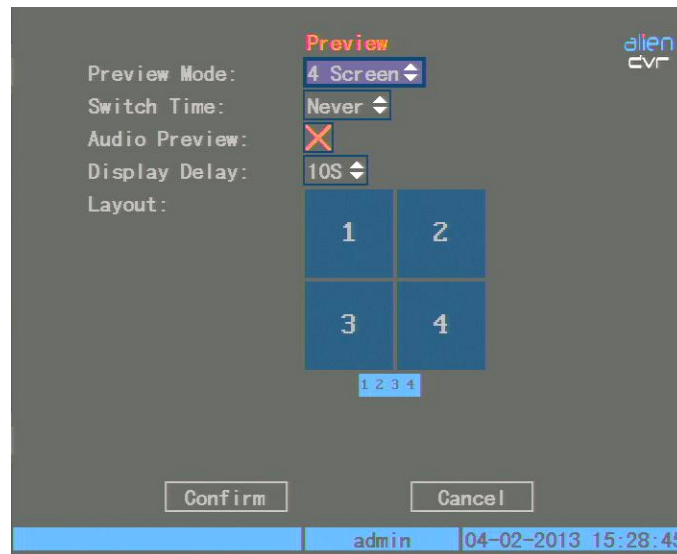 Preview
alien
dvr
Preview Mode: 4 Screen
Switch Time: Never
Audio Preview:
Display Delay: 10S
Layout:
1 2
3 4
1 2 3 4
Confirm Cancel
admin 04-02-2013 15:28:45